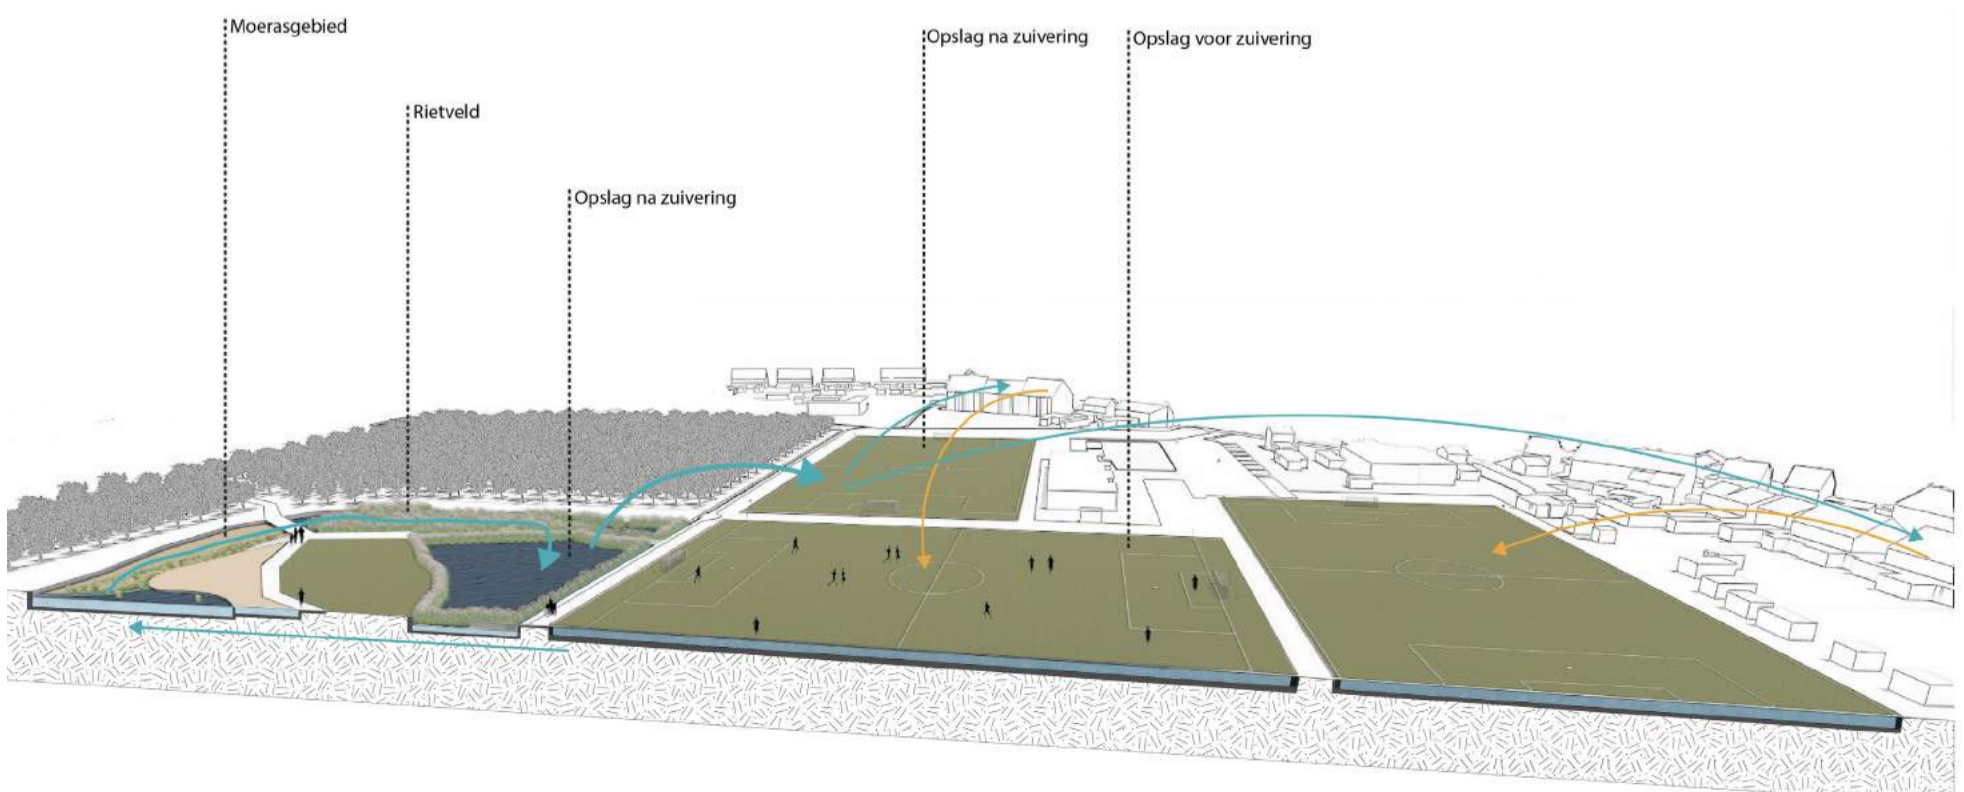 Moerasgebied
Rietveld
Opslag na zuivering
Opslag na zuivering
Opslag voor zuivering